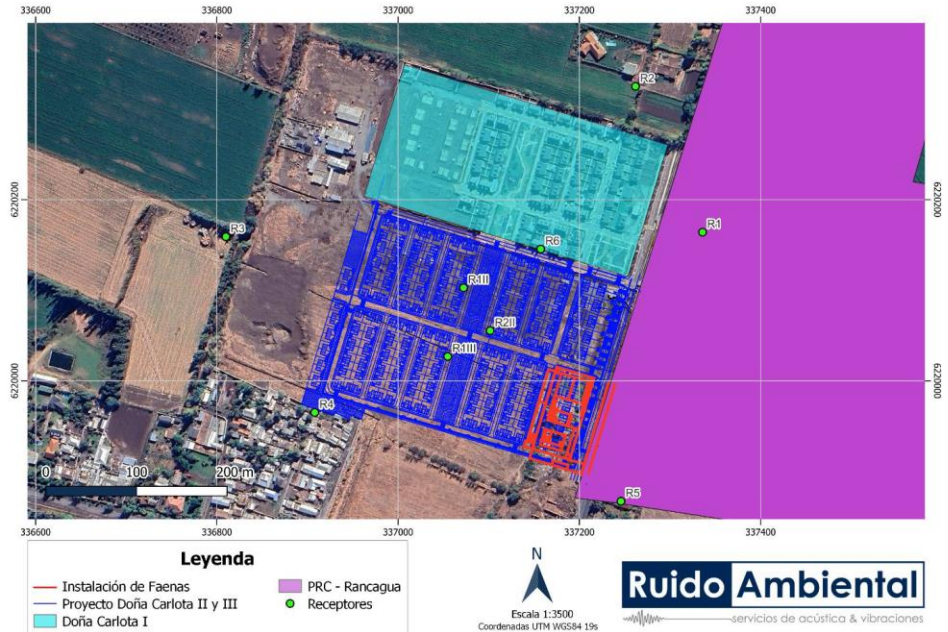 336600
336800
337000
337200
337400
R2
6220200
6220200
R1
R3
R6
R1II
R2II
R1III
6220000
6220000
R4
0
100
200 m
R5
336600
336800
337000
337200
337400
Leyenda
Instalación de Faenas
Proyecto Doña Carlota II y III
Doña Carlota I
PRC - Rancagua
Receptores
N
Escala 1:3500
Coordenadas UTM WGS84 19s
Ruido Ambiental
servicios de acústica & vibraciones